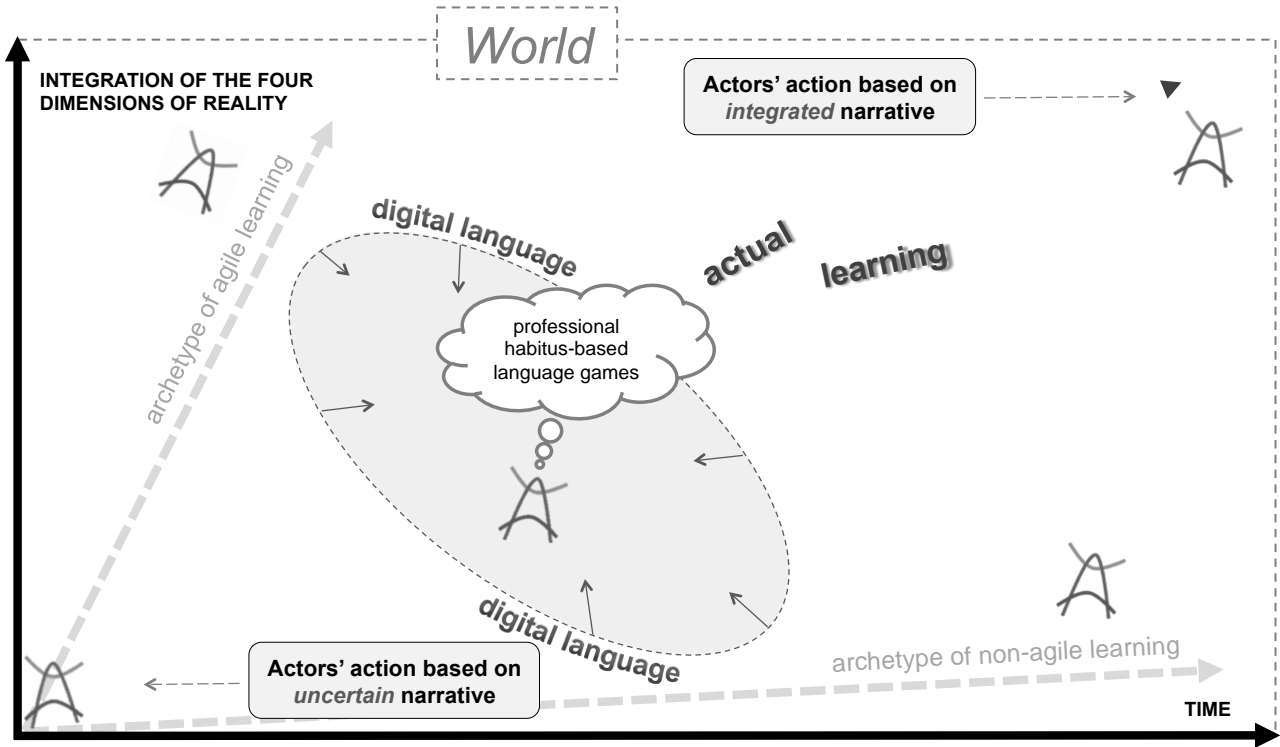 World
INTEGRATION OF THE FOUR
DIMENSIONS OF REALITY
Actors’ action based on
integrated narrative
archetype of agile learning
digital language
actual
learning
professional
habitus-based
language games
digital language
Actors’ action based on
uncertain narrative
archetype of non-agile learning
TIME